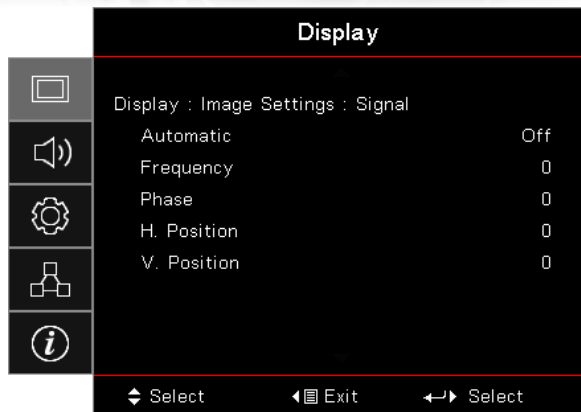 Display
Display : Image Settings : Signal
Automatic Off
Frequency 0
Phase 0
H. Position 0
V. Position 0
Select Exit Select